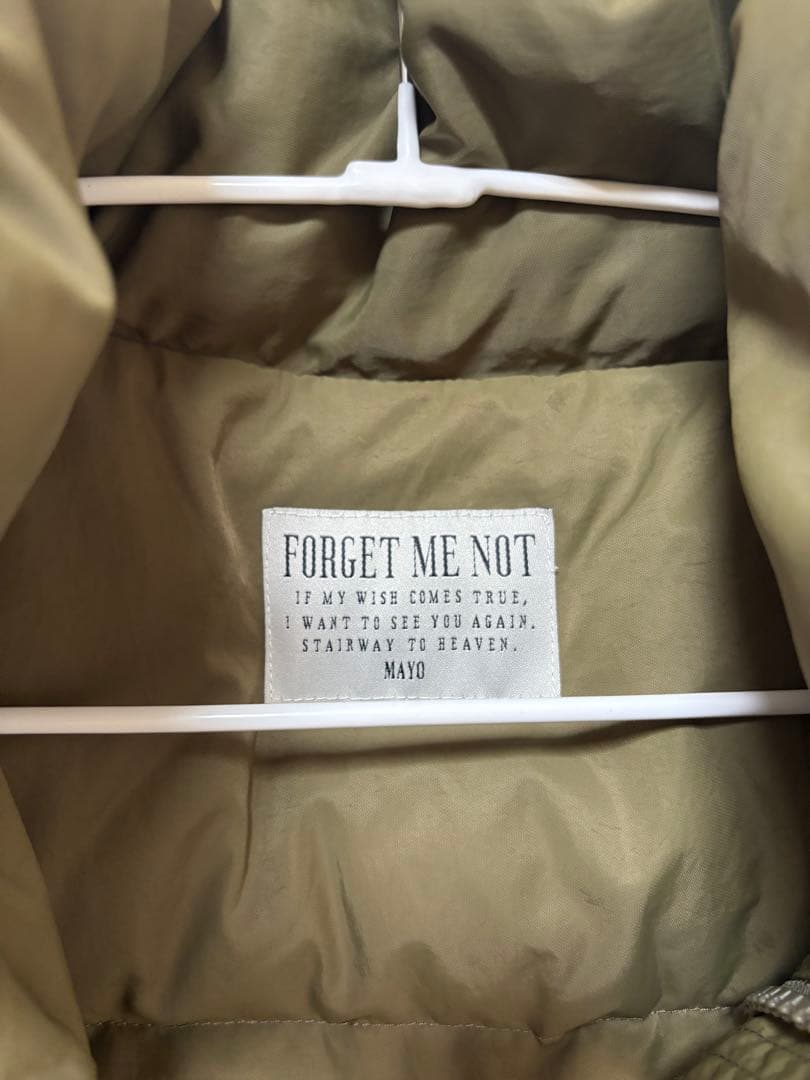 FORGET ME NOT
IF MY WISH COMES TRUE,
I WANT TO SEE YOU AGAIN.
STAIRWAY TO HEAVEN.
MAYO